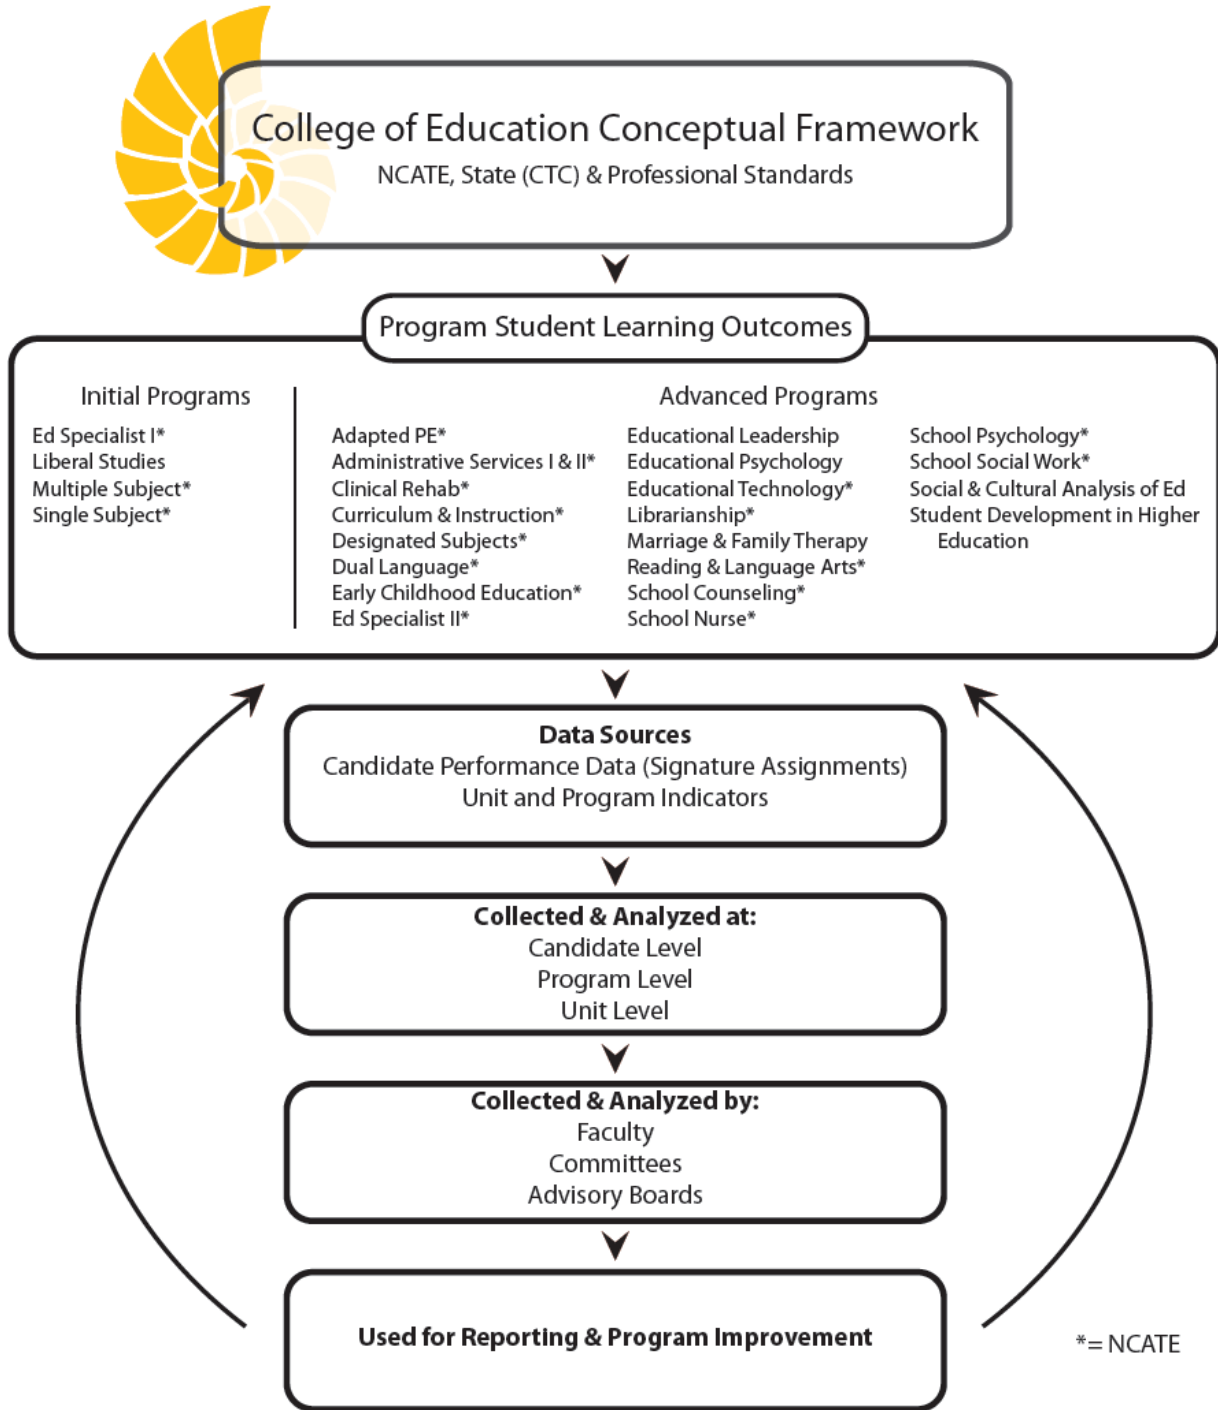 College of Education Conceptual Framework
NCATE, State (CTC) & Professional Standards
Program Student Learning Outcomes
Initial Programs
Ed Specialist I*
Liberal Studies
Multiple Subject*
Single Subject*
Advanced Programs
Adapted PE*
Administrative Services I & II*
Clinical Rehab*
Curriculum & Instruction*
Designated Subjects*
Dual Language*
Early Childhood Education*
Ed Specialist II*
Educational Leadership
Educational Psychology
Educational Technology*
Librarianship*
Marriage & Family Therapy
Reading & Language Arts*
School Counseling*
School Nurse*
School Psychology*
School Social Work*
Social & Cultural Analysis of Ed
Student Development in Higher
Education
Data Sources
Candidate Performance Data (Signature Assignments)
Unit and Program Indicators
Collected & Analyzed at:
Candidate Level
Program Level
Unit Level
Collected & Analyzed by:
Faculty
Committees
Advisory Boards
Used for Reporting & Program Improvement
*= NCATE